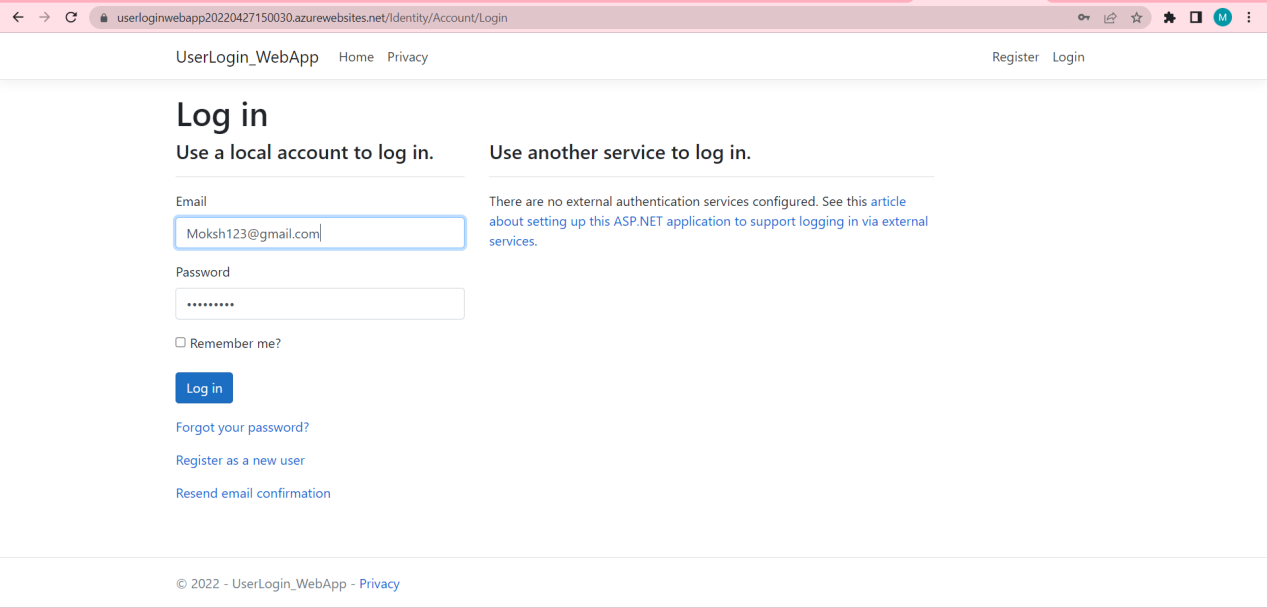 userloginwebapp20220427150030.azurewebsites.net/Identity/Account/Login
M
UserLogin_WebApp Home Privacy Register Login
Log in
Use a local account to log in.
Email
Moksh123@gmail.com
Password
•••••••••
Remember me?
Log in
Forgot your password?
Register as a new user
Resend email confirmation
Use another service to log in.
There are no external authentication services configured. See this article
about setting up this ASP.NET application to support logging in via external
services.
© 2022 - UserLogin_WebApp - Privacy